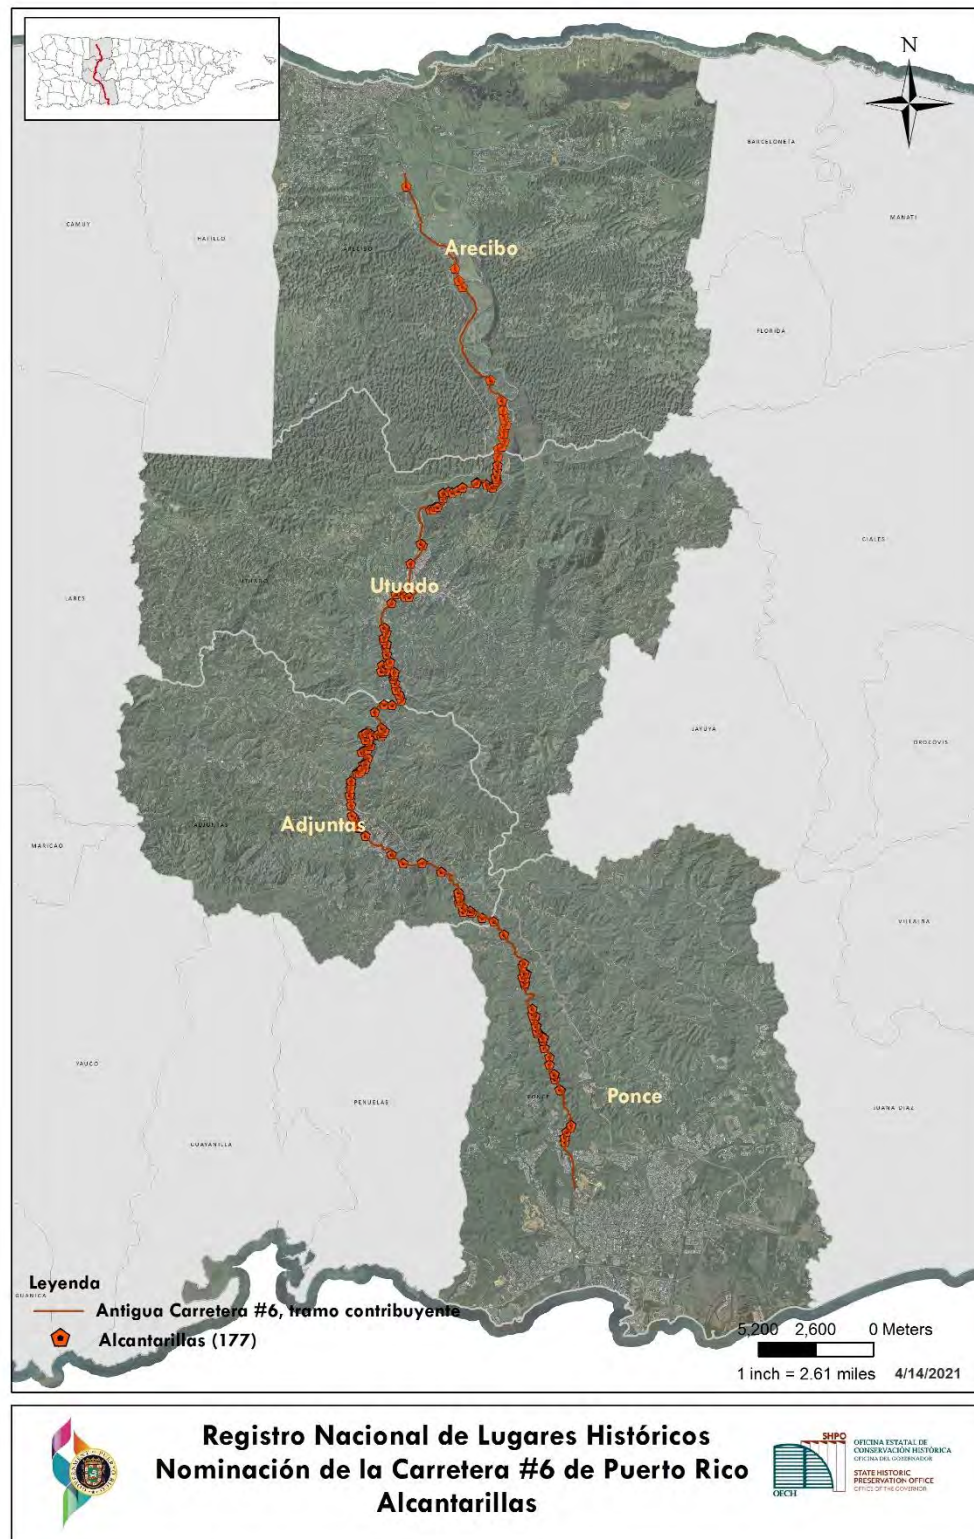 N
BARCELONETA
CAMUY
HATILLO
MANATI
ARECIBO
Arecibo
FLORIDA
CIALES
Utuado
UTUADO
LARES
JAYUYA
OROCOVIS
Adjuntas
ADJUNTAS
MARICAO
VILLALBA
YAUCO
PEÑUELAS
PONCE
Ponce
JUANA DIAZ
GUAYANILLA
Leyenda
GUANICA
Antigua Carretera #6, tramo contribuyente
Alcantarillas (177)
5,200 2,600 0 Meters
1 inch = 2.61 miles 4/14/2021
Registro Nacional de Lugares Históricos
Nominación de la Carretera #6 de Puerto Rico
Alcantarillas
SHPO
OECH
OFICINA ESTATAL DE
CONSERVACIÓN HISTÓRICA
OFICINA DEL GOBERNADOR
STATE HISTORIC
PRESERVATION OFFICE
OFFICE OF THE GOVERNOR